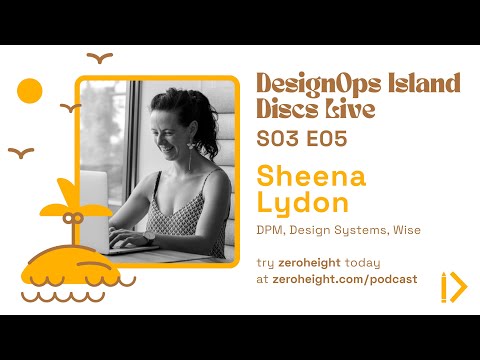 DesignOps Island
Discs Live
S03 E05
Sheena
Lydon
DPM, Design Systems, Wise
try zeroheight today
at zeroheight.com/podcast